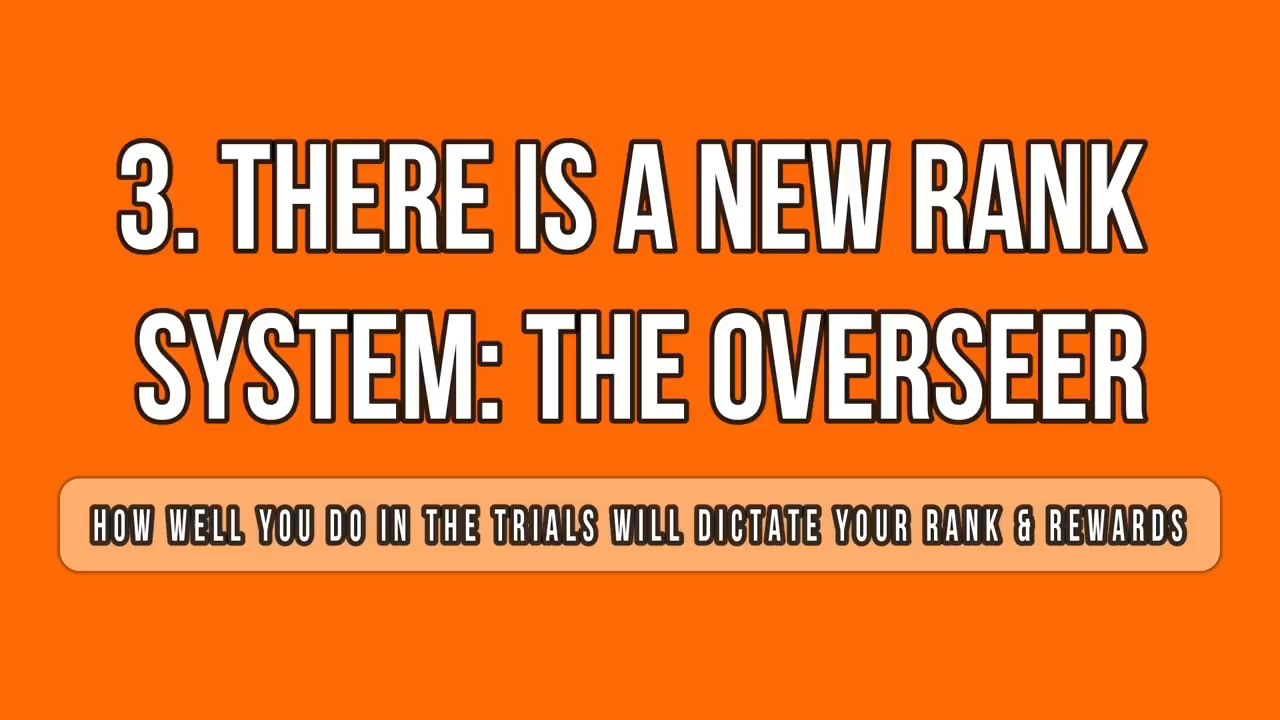 3. THERE IS A NEW RANK
SYSTEM: THE OVERSEER
HOW WELL YOU DO IN THE TRIALS WILL DICTATE YOUR RANK & REWARDS